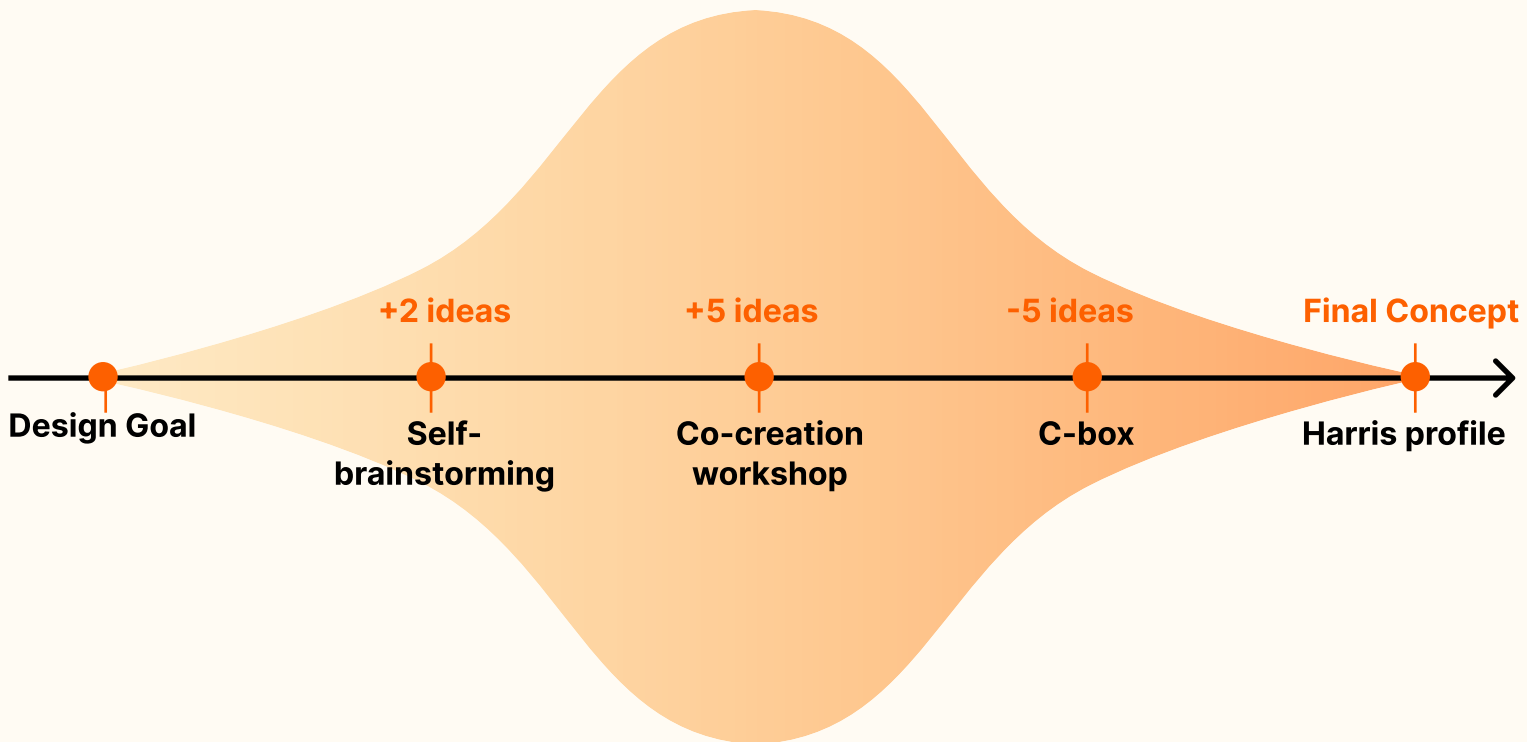 +2 ideas
+5 ideas
-5 ideas
Final Concept
Design Goal
Self-
brainstorming
Co-creation
workshop
C-box
Harris profile